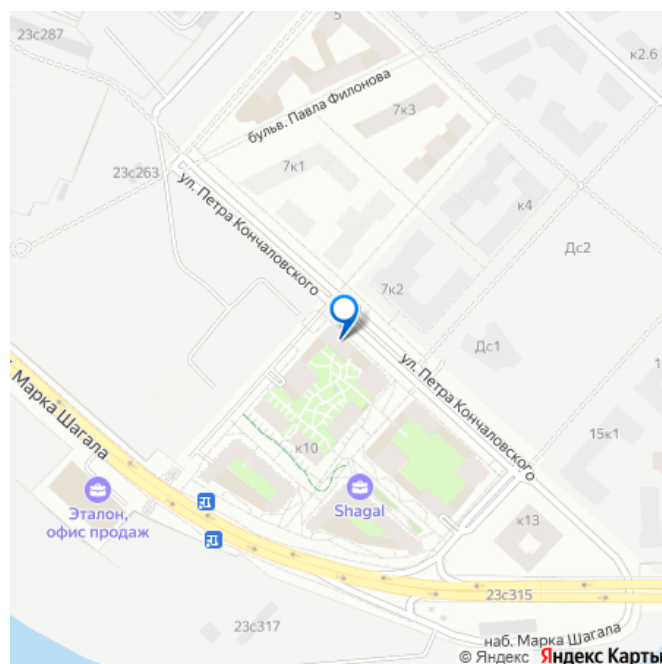 5
23с287
к2.6
бульв. Павла Филонова
7к3
7к1
23с263
к4
ул. Петра Кончаловского
Дс2
7к2
Дс1
ул. Петра Кончаловского
Марка Шагала
15к1
к10
Shagal
Эталон,
офис продаж
к13
23с315
23с317
наб. Марка Шагала
© Яндекс Яндекс Карты